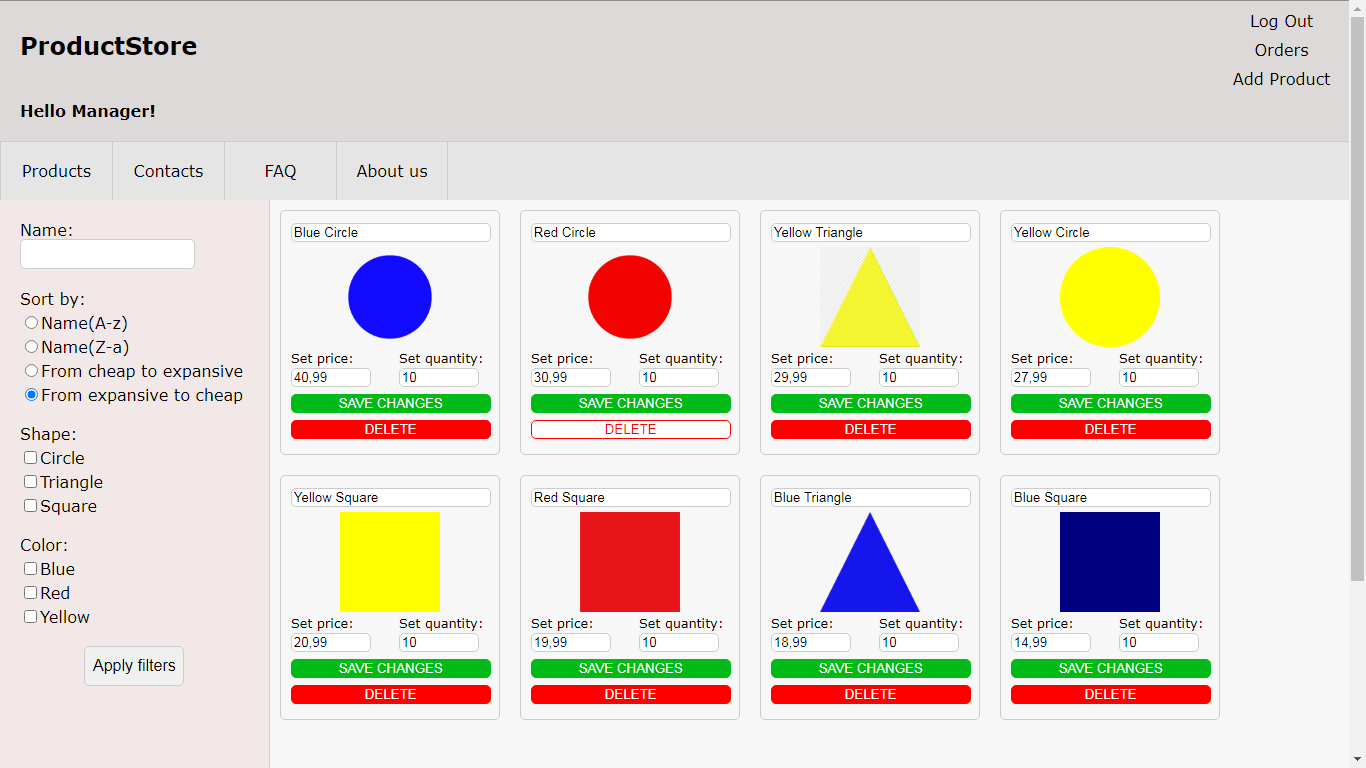 ProductStore
Log Out
Orders
Add Product
Hello Manager!
Products Contacts FAQ About us
Name:
Sort by:
Name(A-z)
Name(Z-a)
From cheap to expansive
From expansive to cheap
Shape:
Circle
Triangle
Square
Color:
Blue
Red
Yellow
Apply filters
Blue Circle
Set price: Set quantity:
40,99 10
SAVE CHANGES
DELETE
Red Circle
Set price: Set quantity:
30,99 10
SAVE CHANGES
DELETE
Yellow Triangle
Set price: Set quantity:
29,99 10
SAVE CHANGES
DELETE
Yellow Circle
Set price: Set quantity:
27,99 10
SAVE CHANGES
DELETE
Yellow Square
Set price: Set quantity:
20,99 10
SAVE CHANGES
DELETE
Red Square
Set price: Set quantity:
19,99 10
SAVE CHANGES
DELETE
Blue Triangle
Set price: Set quantity:
18,99 10
SAVE CHANGES
DELETE
Blue Square
Set price: Set quantity:
14,99 10
SAVE CHANGES
DELETE